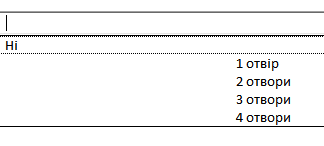 Ні
1 отвір
2 отвори
3 отвори
4 отвори